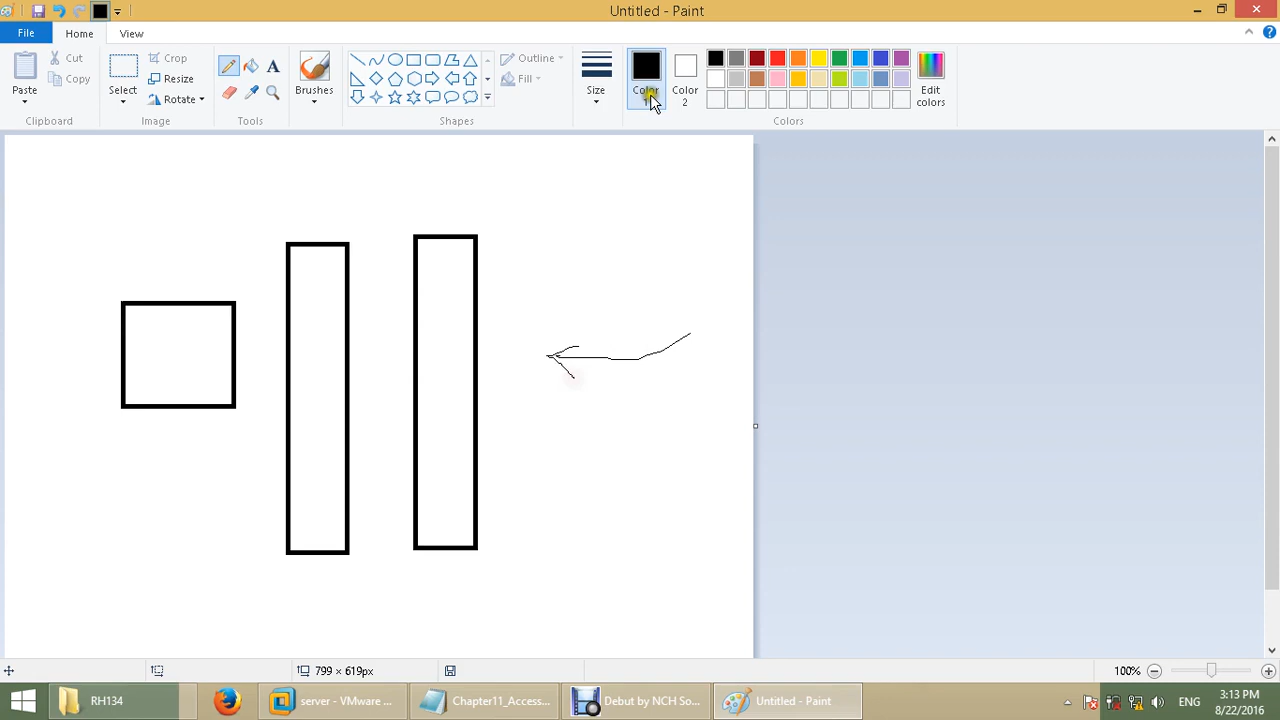 Untitled - Paint
File
Home
View
Paste
Cut
Copy
Clipboard
Select
Crop
Resize
Rotate
Image
A
Tools
Brushes
Outline
Fill
Shapes
Size
Color
Color
2
Edit
colors
Colors
799 × 619px
100%
RH134
server - VMware ...
Chapter11_Access...
Debut by NCH So...
Untitled - Paint
ENG
3:13 PM
8/22/2016